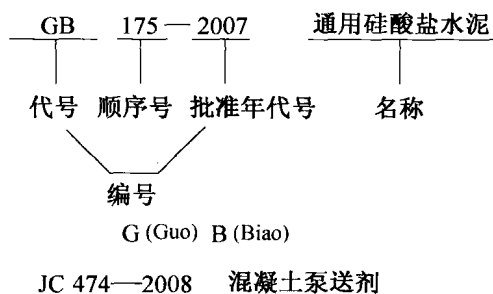 GB 175—2007 通用硅酸盐水泥
代号 顺序号 批准年代号 名称
编号
G (Guo) B (Biao)
JC 474—2008 混凝土泵送剂